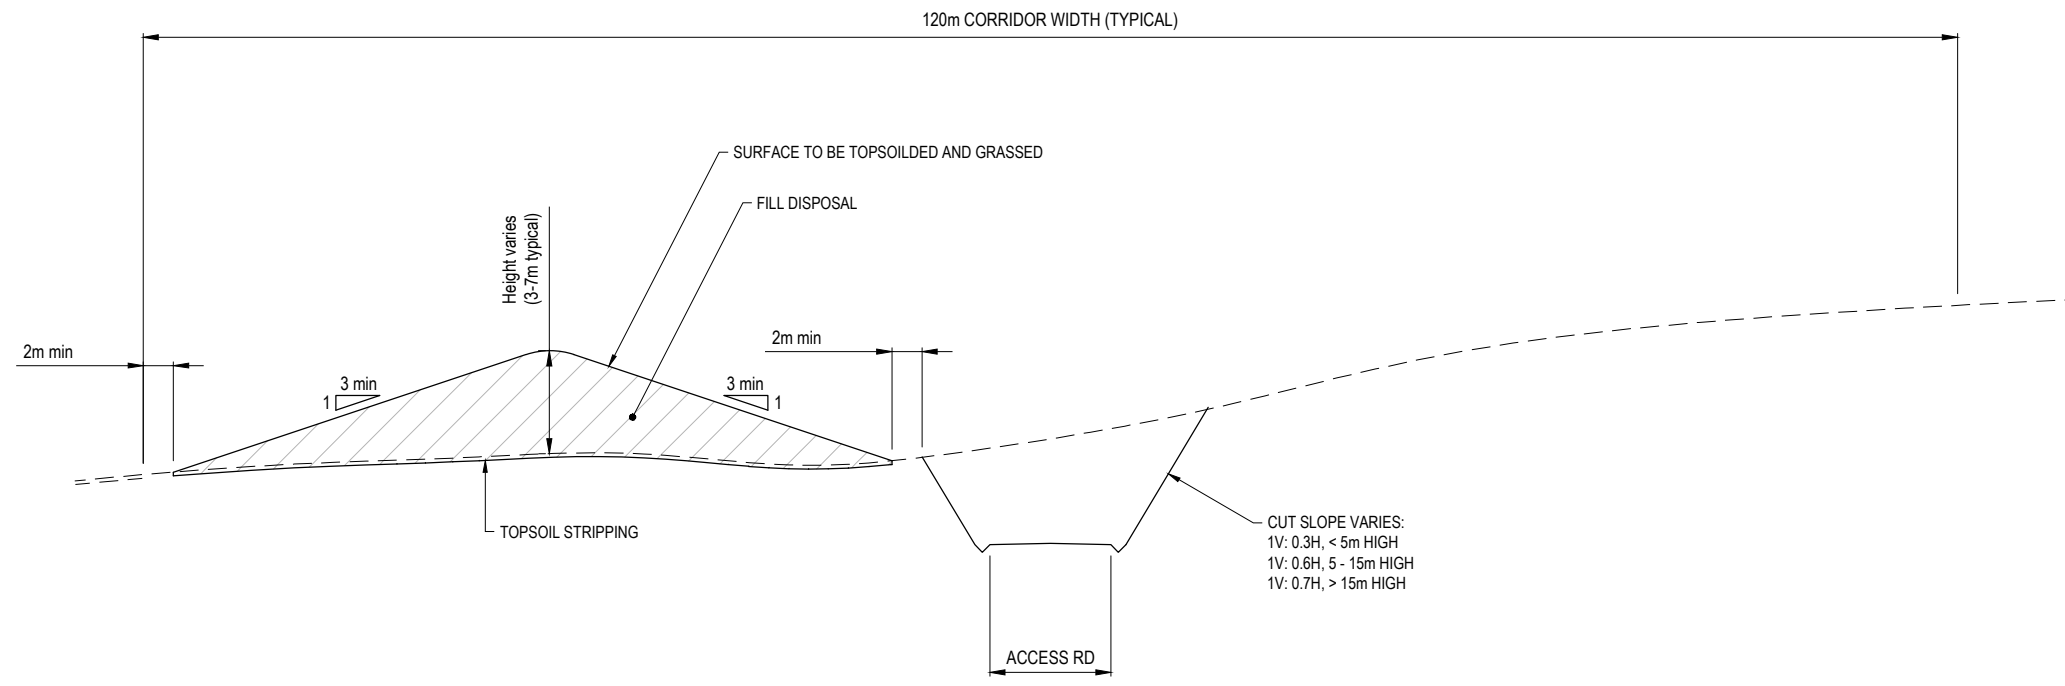 120m CORRIDOR WIDTH (TYPICAL)
SURFACE TO BE TOPSOILDED AND GRASSED
FILL DISPOSAL
Height varies
(3-7m typical)
2m min
2m min
3 min
1
3 min
1
TOPSOIL STRIPPING
CUT SLOPE VARIES:
1V: 0.3H, < 5m HIGH
1V: 0.6H, 5 - 15m HIGH
1V: 0.7H, > 15m HIGH
ACCESS RD